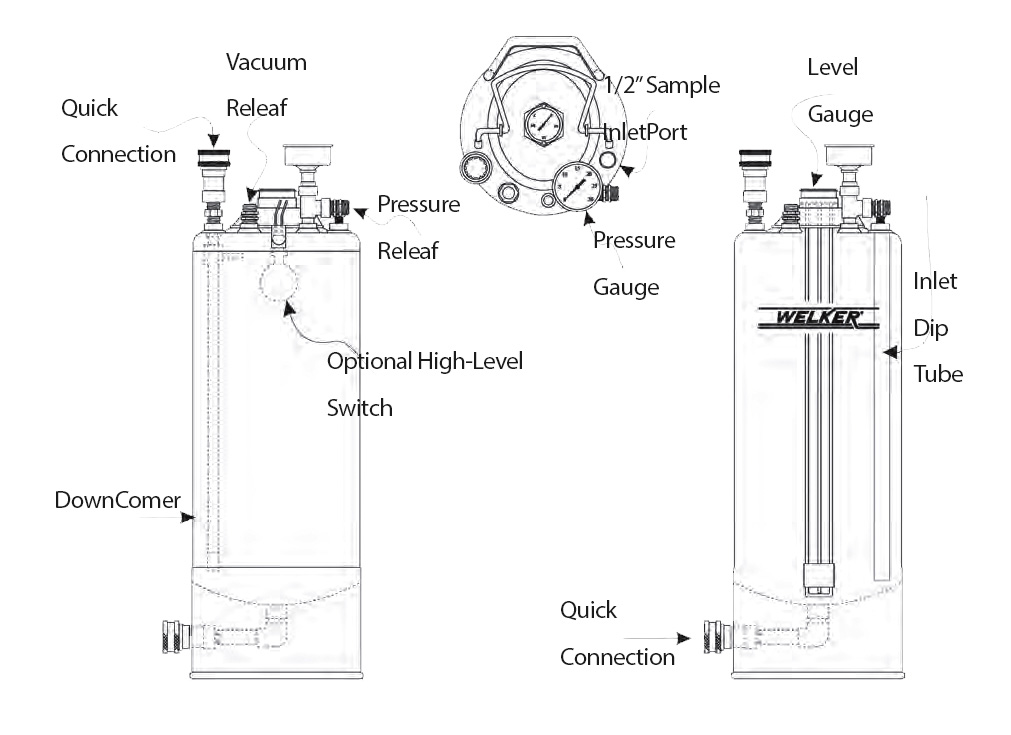 Vacuum
Releaf
Quick
Connection
1/2” Sample
InletPort
Level
Gauge
Pressure
Releaf
Pressure
Gauge
Inlet
Dip
Tube
WELKER
Optional High-Level
Switch
DownComer
Quick
Connection